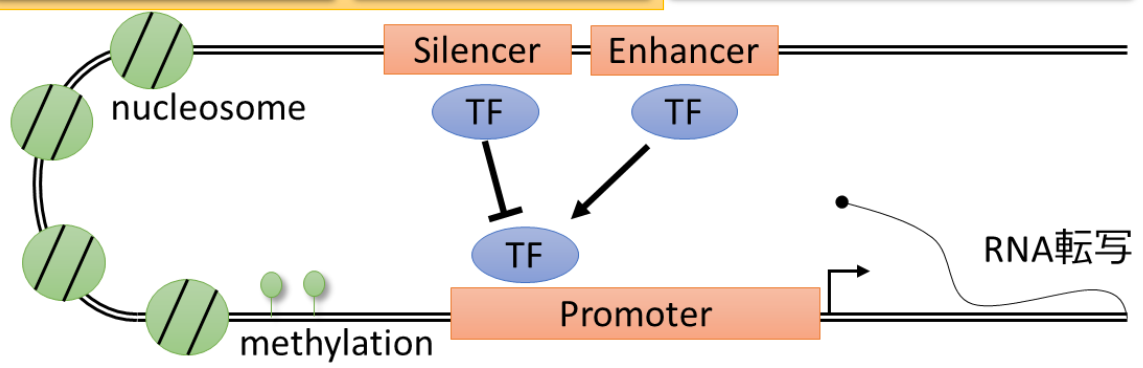 Silencer
Enhancer
nucleosome
TF
TF
TF
RNA転写
Promoter
methylation